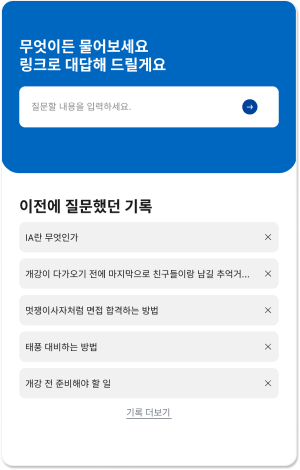 무엇이든 물어보세요
링크로 대답해 드릴게요
질문할 내용을 입력하세요.
이전에 질문했던 기록
IA란 무엇인가
개강이 다가오기 전에 마지막으로 친구들이랑 남길 추억거...
멋쟁이사자처럼 면접 합격하는 방법
태풍 대비하는 방법
개강 전 준비해야 할 일
기록 더보기